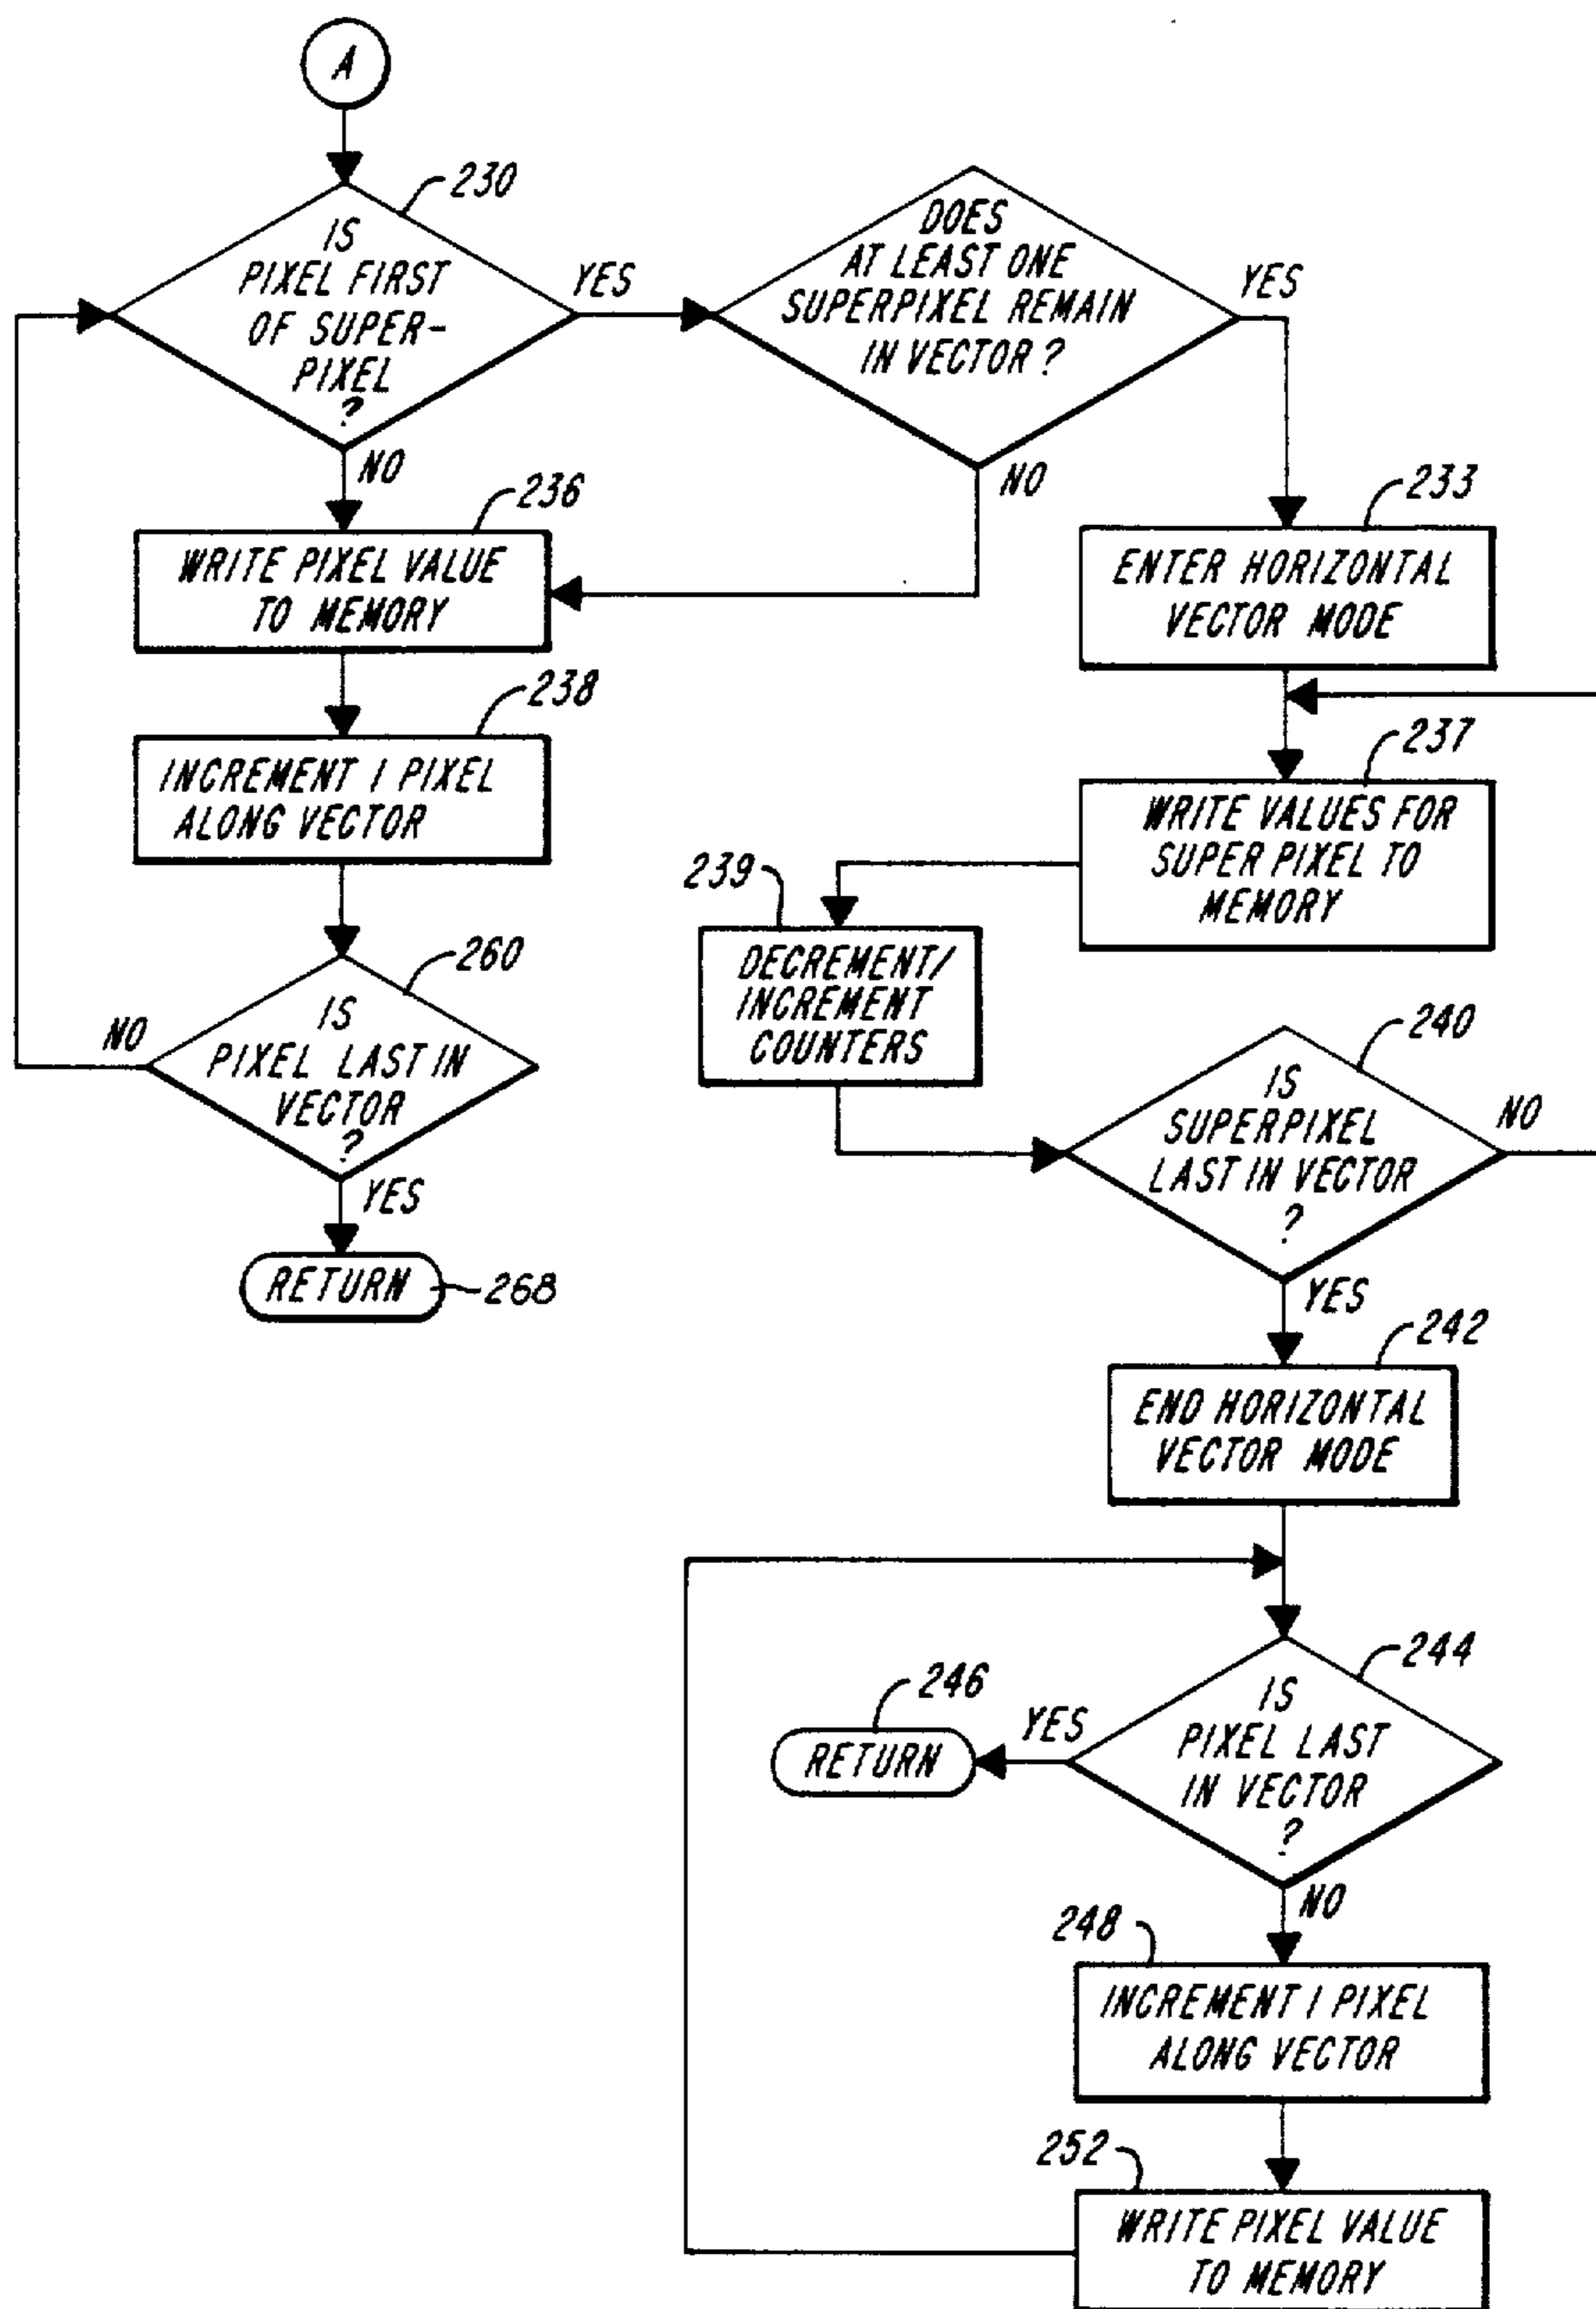 A
230
IS
PIXEL FIRST
OF SUPER-
PIXEL
?
YES
NO
DOES
AT LEAST ONE
SUPERPIXEL REMAIN
IN VECTOR?
YES
NO
236
WRITE PIXEL VALUE
TO MEMORY
233
ENTER HORIZONTAL
VECTOR MODE
238
INCREMENT 1 PIXEL
ALONG VECTOR
237
WRITE VALUES FOR
SUPER PIXEL TO
MEMORY
239
DECREMENT/
INCREMENT
COUNTERS
260
IS
PIXEL LAST IN
VECTOR
?
NO
YES
RETURN
268
240
IS
SUPERPIXEL
LAST IN VECTOR
?
NO
YES
242
END HORIZONTAL
VECTOR MODE
244
IS
PIXEL LAST
IN VECTOR
?
YES
246
RETURN
NO
248
INCREMENT 1 PIXEL
ALONG VECTOR
252
WRITE PIXEL VALUE
TO MEMORY